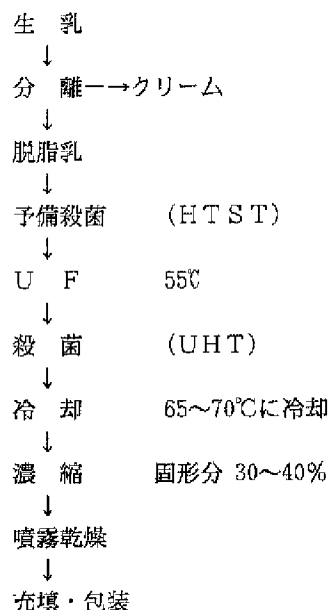 生　乳
↓
分　離─→クリーム
↓
脱脂乳
↓
予備殺菌　　(ＨＴＳＴ)
↓
Ｕ　Ｆ　　　55℃
↓
殺　菌　　　(ＵＨＴ)
↓
冷　却　　　65～70℃に冷却
↓
濃　縮　　　固形分 30～40%
↓
噴霧乾燥
↓
充填・包装